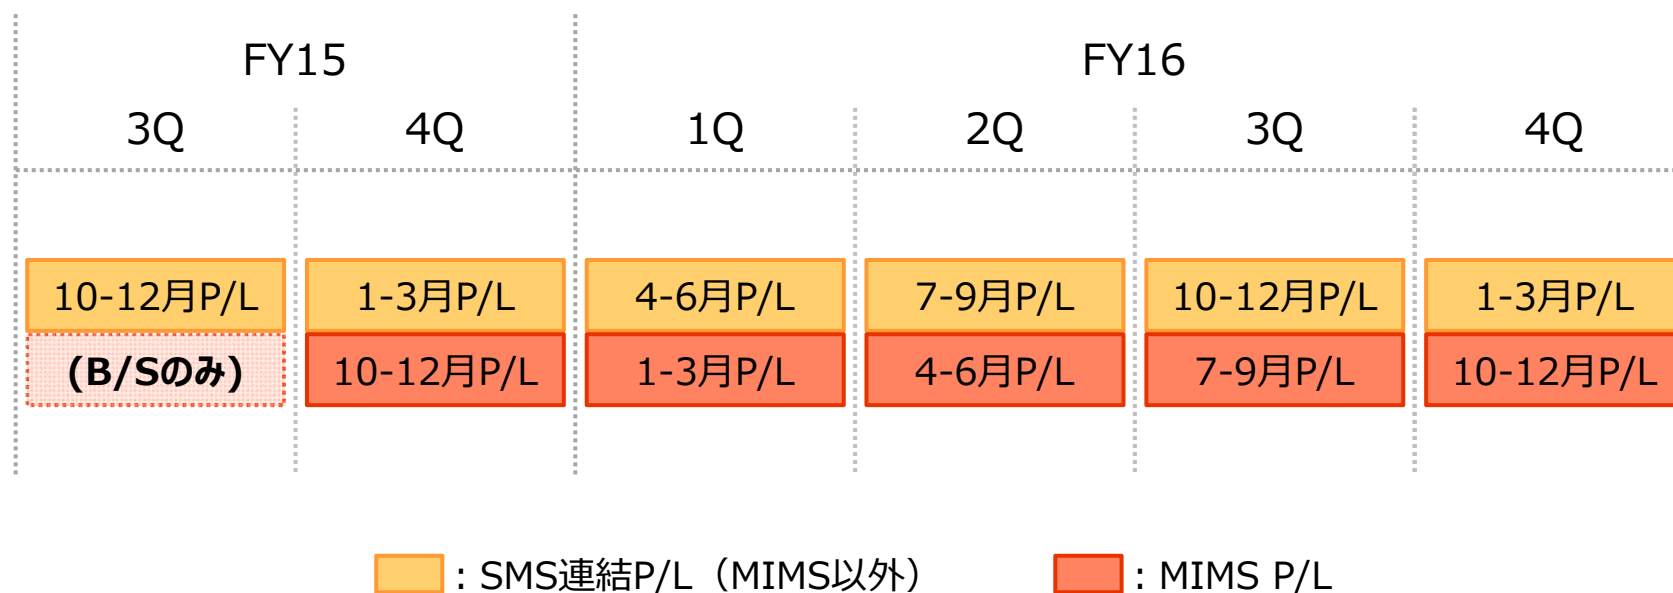 FY15 FY16
3Q 4Q 1Q 2Q 3Q 4Q
10-12月P/L 1-3月P/L 4-6月P/L 7-9月P/L 10-12月P/L 1-3月P/L
(B/Sのみ) 10-12月P/L 1-3月P/L 4-6月P/L 7-9月P/L 10-12月P/L
: SMS連結P/L（MIMS以外） : MIMS P/L